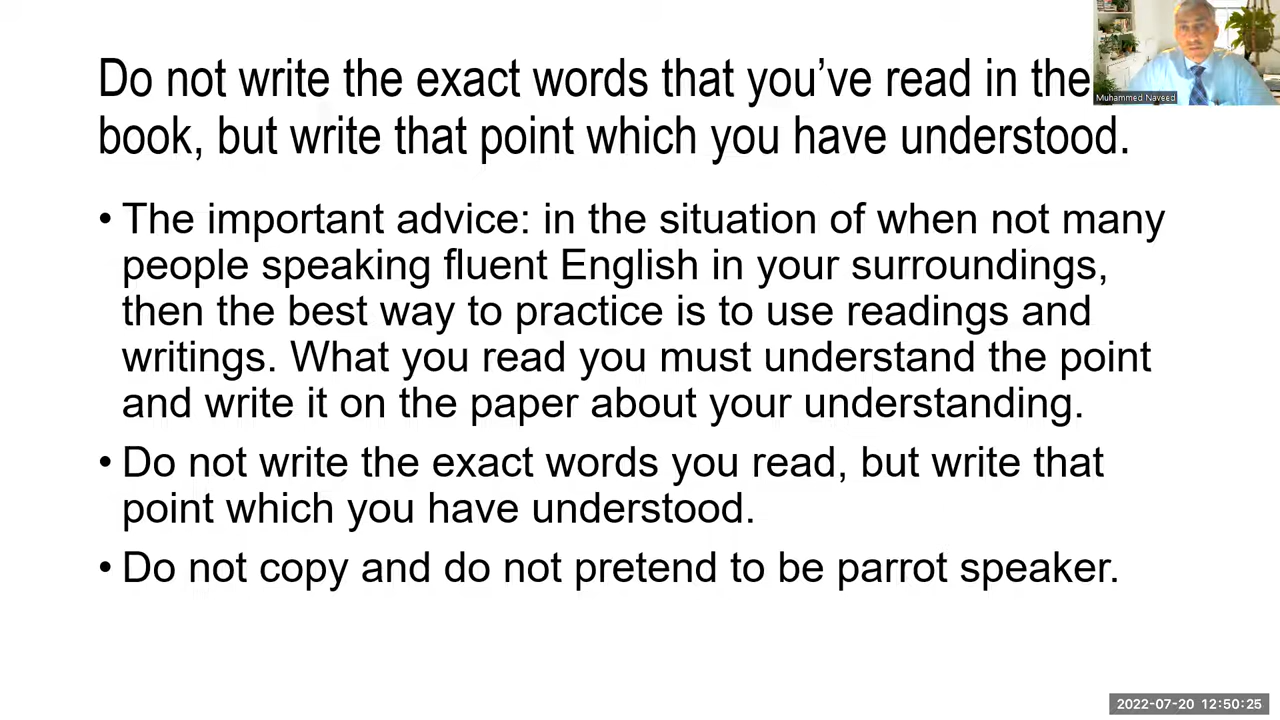 Do not write the exact words that you’ve read in the
book, but write that point which you have understood.
Muhammed Naveed
• The important advice: in the situation of when not many
people speaking fluent English in your surroundings,
then the best way to practice is to use readings and
writings. What you read you must understand the point
and write it on the paper about your understanding.
• Do not write the exact words you read, but write that
point which you have understood.
• Do not copy and do not pretend to be parrot speaker.
2022-07-20 12:50:25